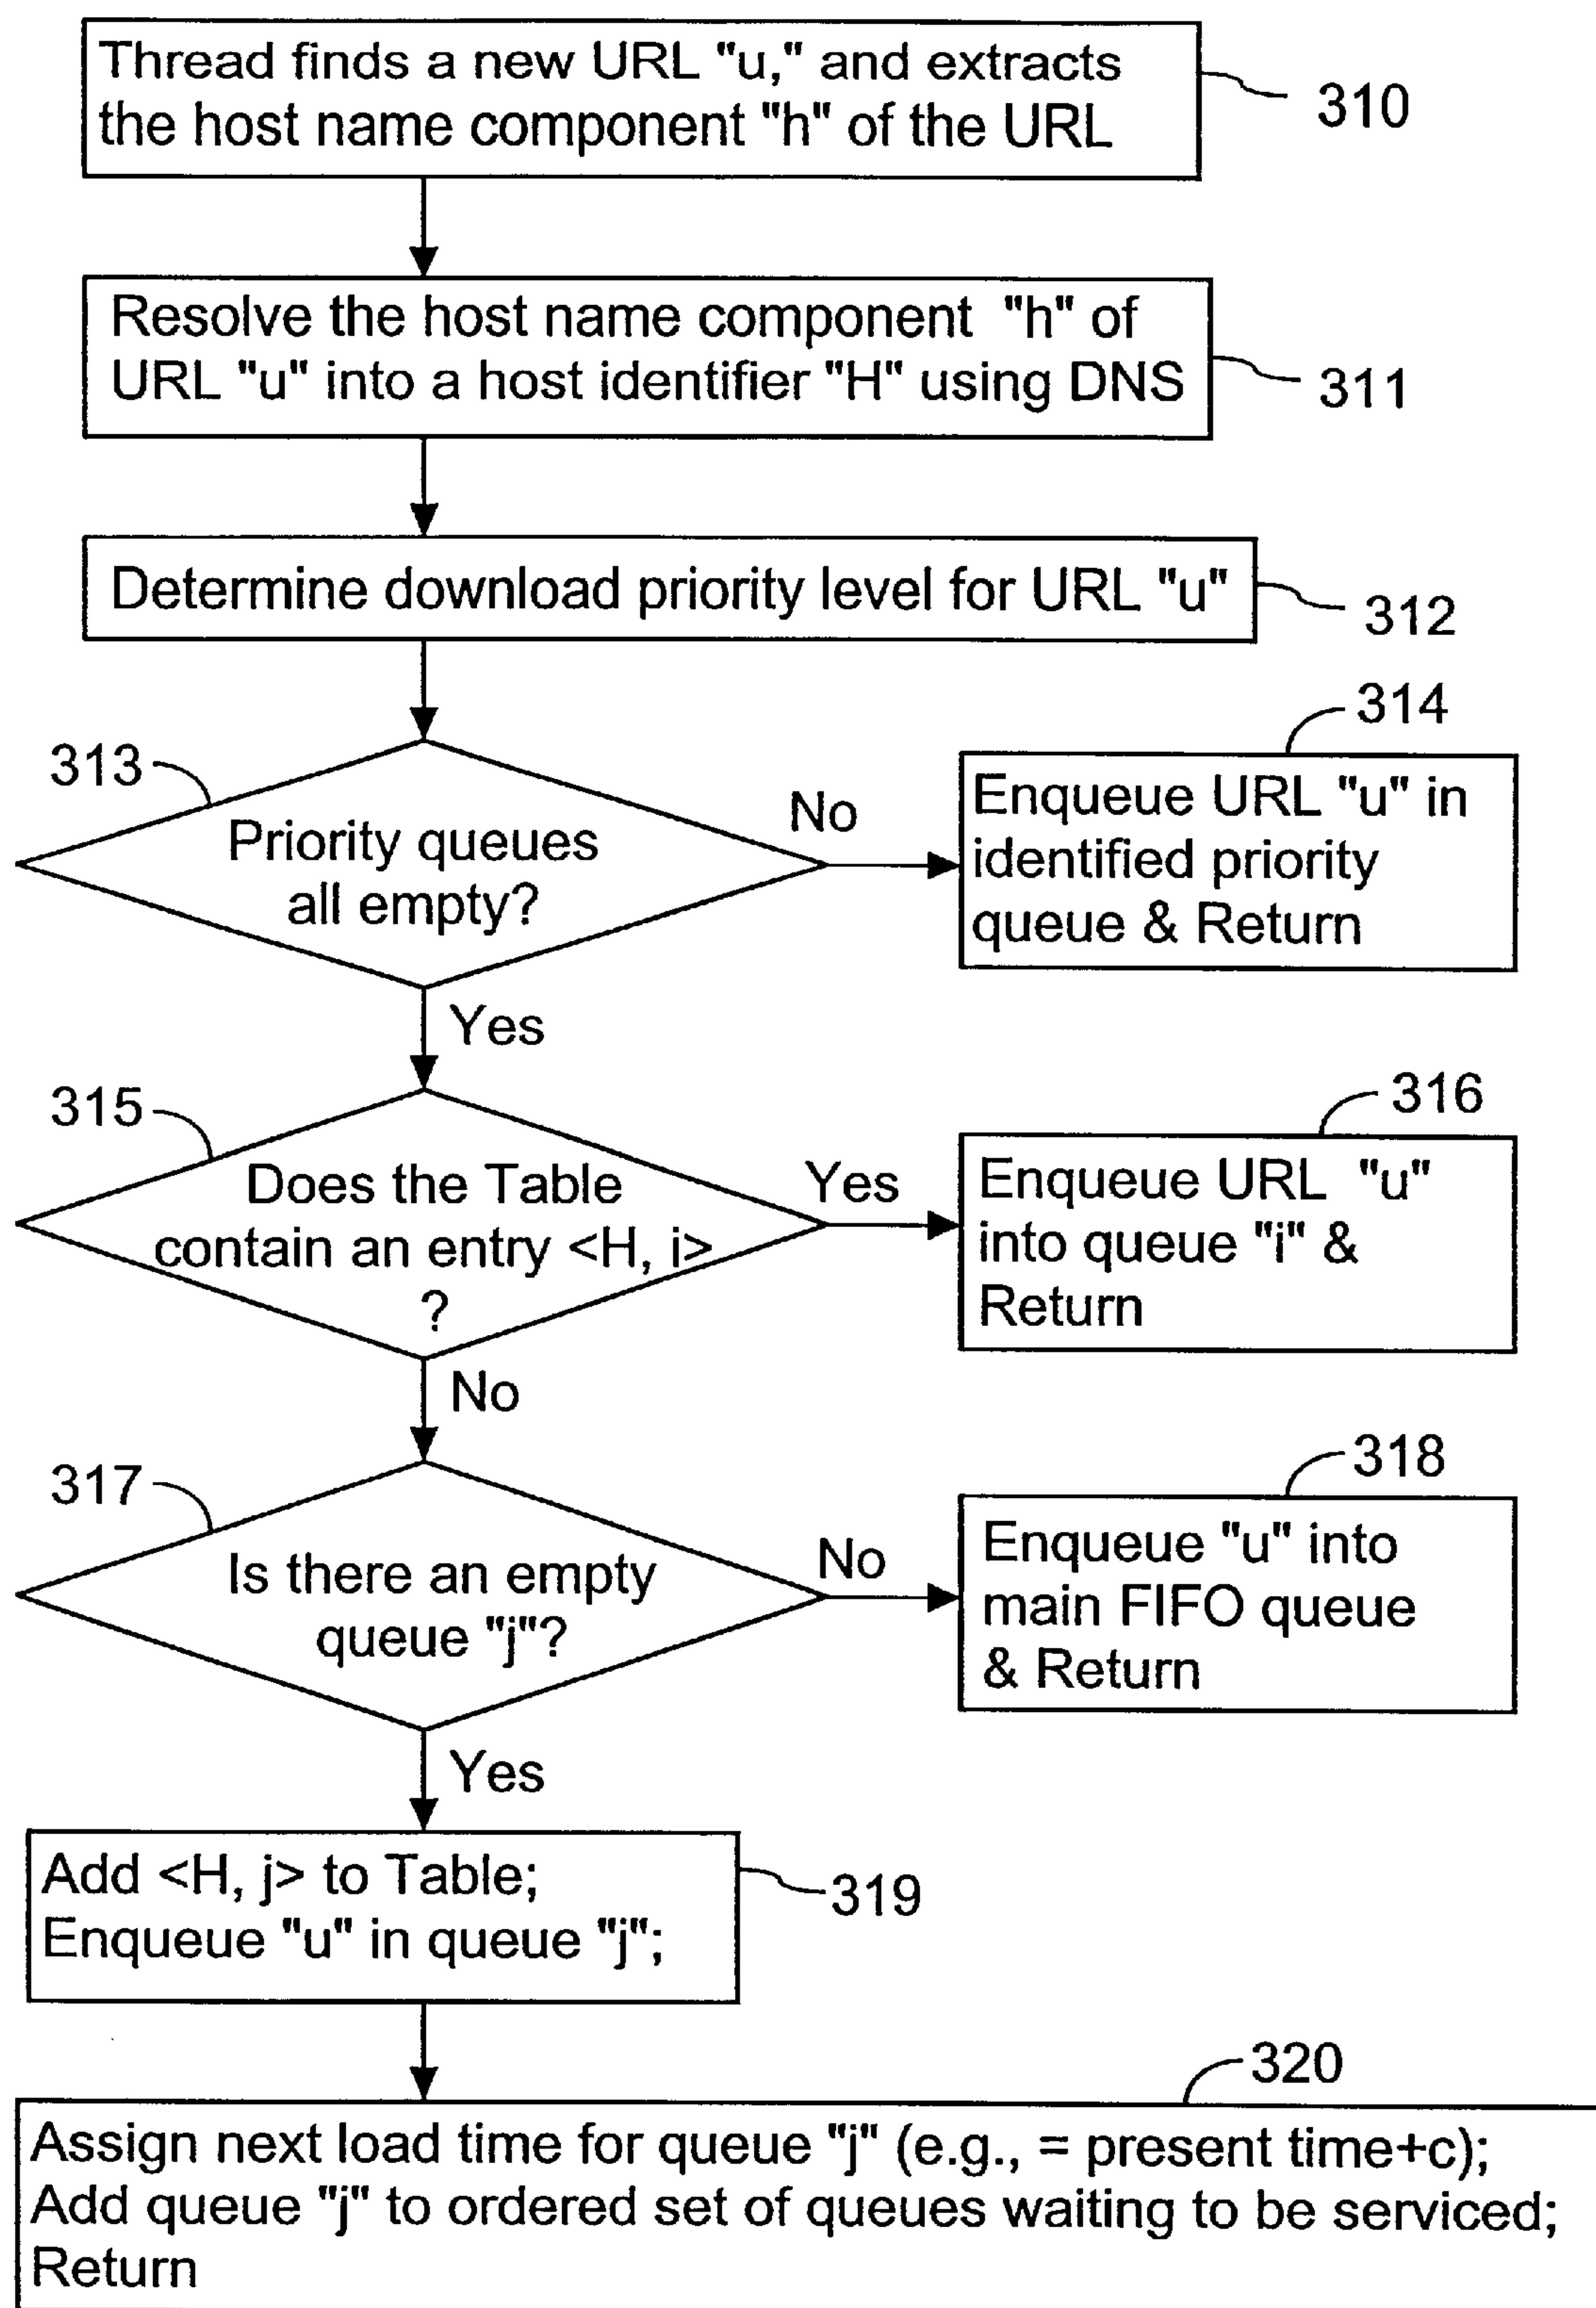 Thread finds a new URL "u," and extracts
the host name component "h" of the URL
310
Resolve the host name component "h" of
URL "u" into a host identifier "H" using DNS
311
Determine download priority level for URL "u"
312
313
Priority queues
all empty?
No
314
Enqueue URL "u" in
identified priority
queue & Return
Yes
315
Does the Table
contain an entry <H, i>
?
Yes
316
Enqueue URL "u"
into queue "i" &
Return
No
317
Is there an empty
queue "j"?
No
318
Enqueue "u" into
main FIFO queue
& Return
Yes
Add <H, j> to Table;
Enqueue "u" in queue "j";
319
320
Assign next load time for queue "j" (e.g., = present time+c);
Add queue "j" to ordered set of queues waiting to be serviced;
Return